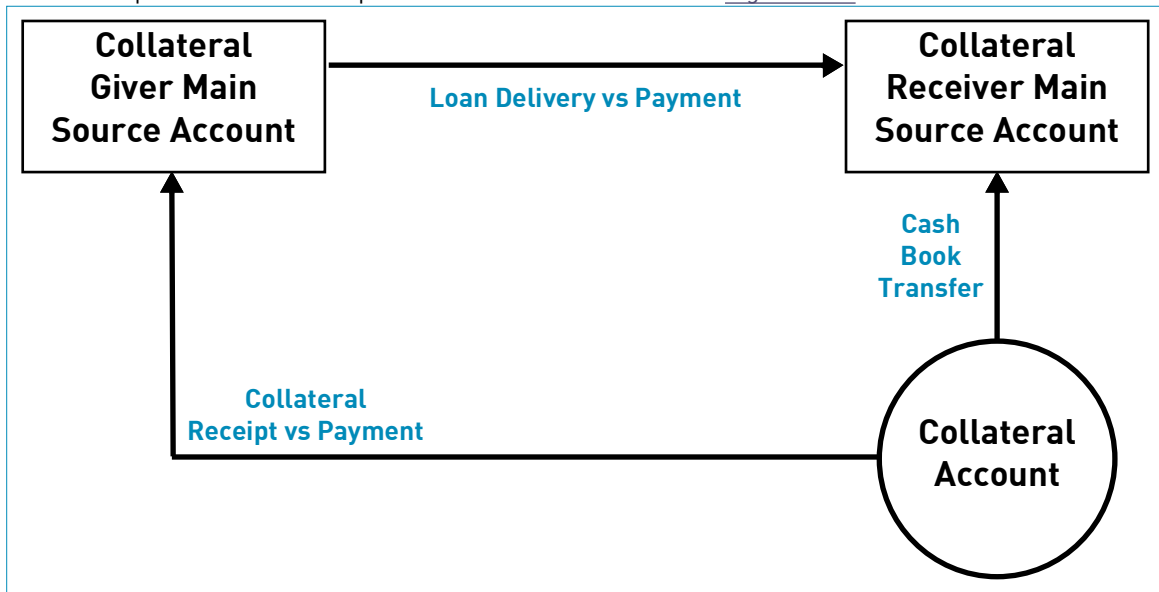 Collateral
Giver Main
Source Account
Loan Delivery vs Payment
Collateral
Receiver Main
Source Account
Cash
Book
Transfer
Collateral
Receipt vs Payment
Collateral
Account